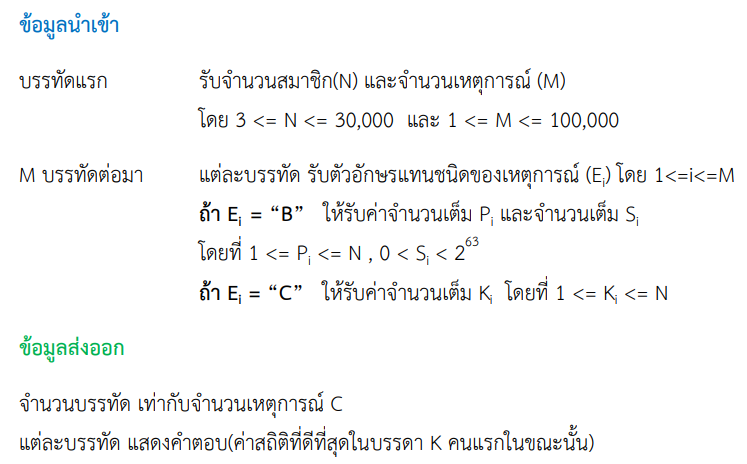 ข้อมูลนำเข้า
บรรทัดแรก รับจำนวนสมาชิก(N) และจำนวนเหตุการณ์ (M)
โดย 3 <= N <= 30,000 และ 1 <= M <= 100,000
M บรรทัดต่อมา แต่ละบรรทัด รับตัวอักษรแทนชนิดของเหตุการณ์ (Eᵢ) โดย 1<=i<=M
ถ้า Eᵢ = “B” ให้รับค่าจำนวนเต็ม Pᵢ และจำนวนเต็ม Sᵢ
โดยที่ 1 <= Pᵢ <= N , 0 < Sᵢ < 2⁶³
ถ้า Eᵢ = “C” ให้รับค่าจำนวนเต็ม Kᵢ โดยที่ 1 <= Kᵢ <= N
ข้อมูลส่งออก
จำนวนบรรทัด เท่ากับจำนวนเหตุการณ์ C
แต่ละบรรทัด แสดงคำตอบ(ค่าสถิติที่ดีที่สุดในบรรดา K คนแรกในขณะนั้น)